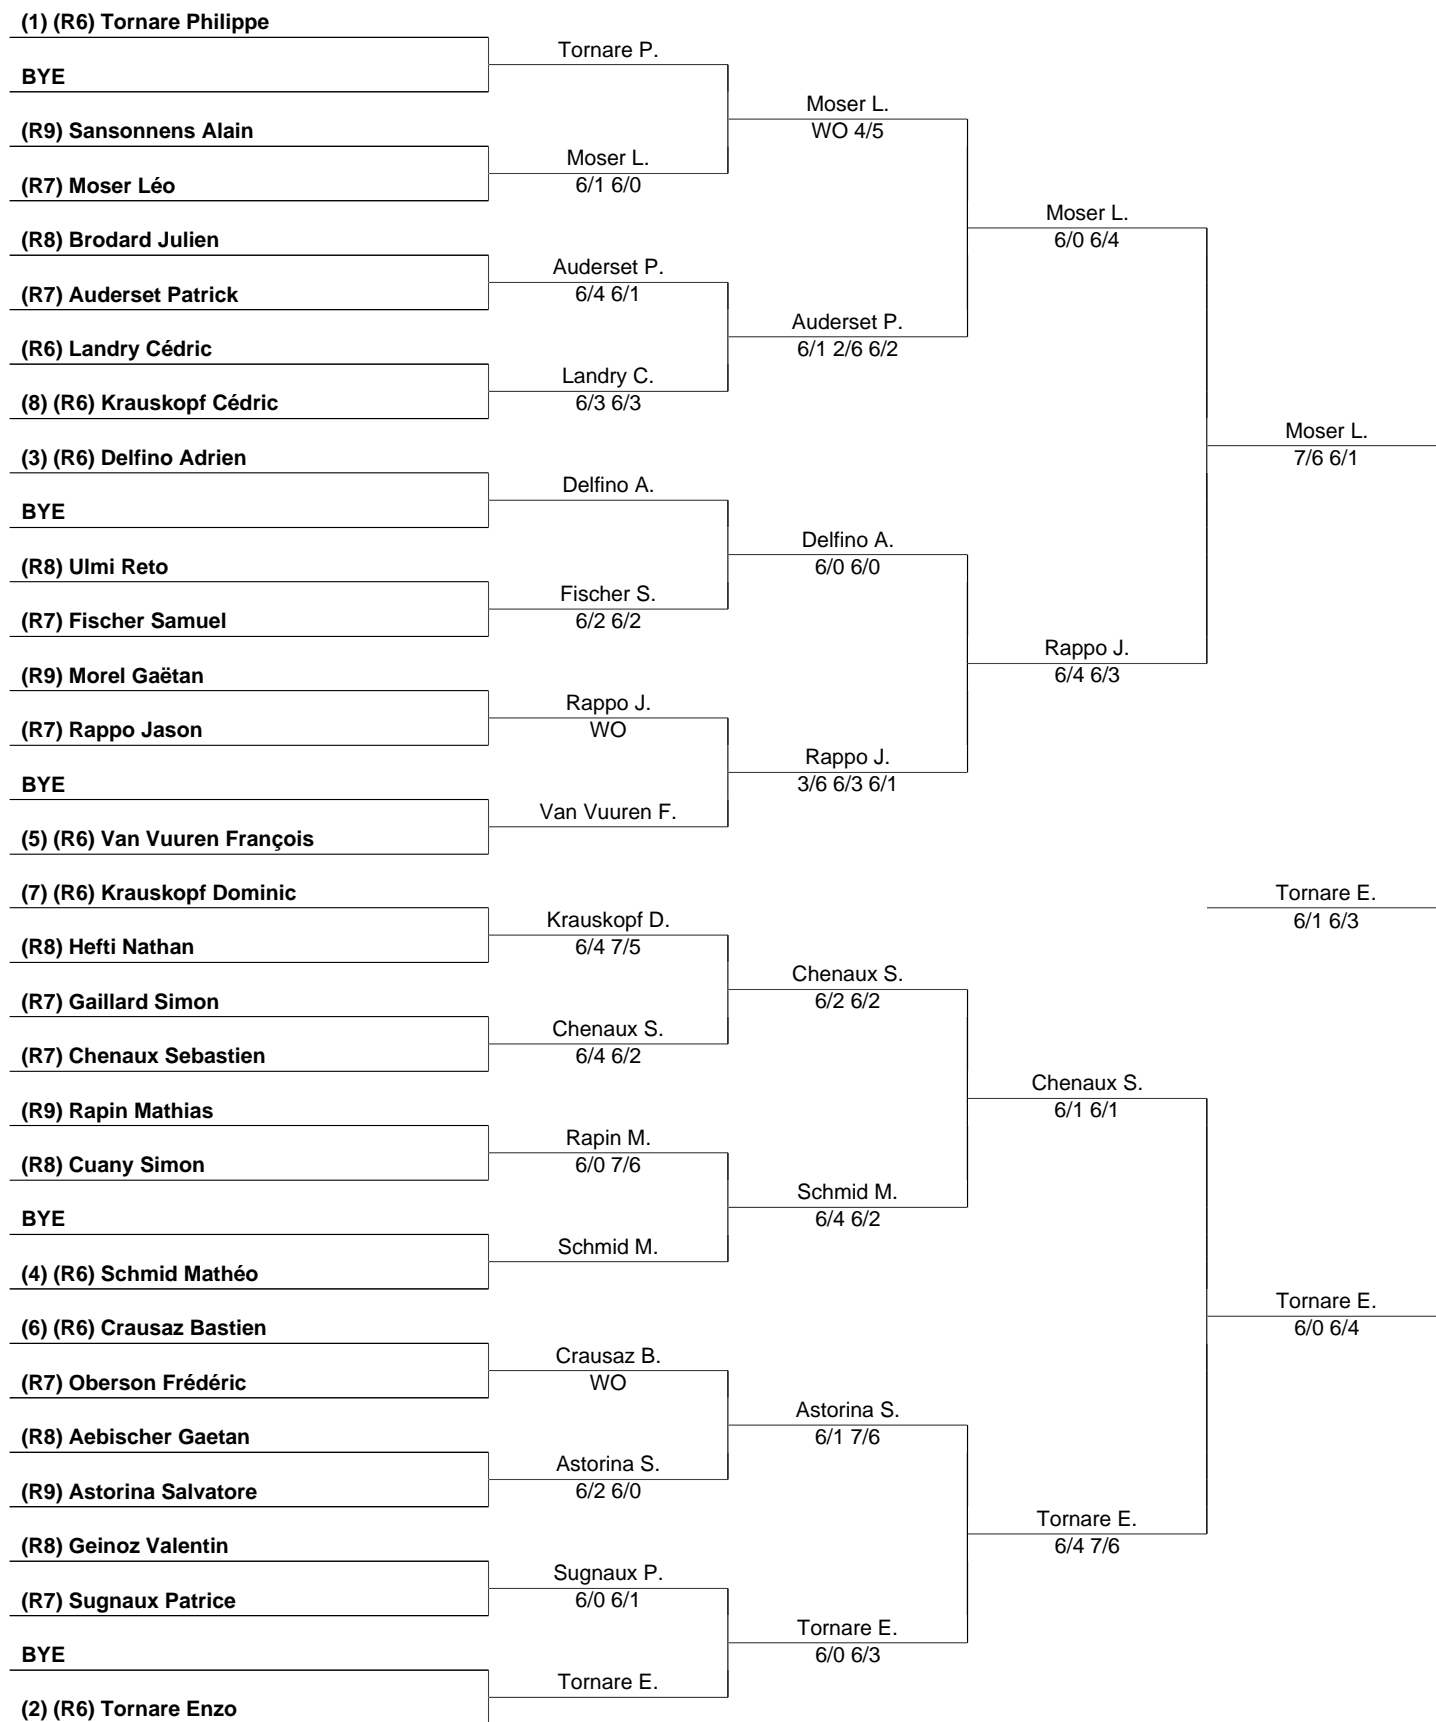 (1) (R6) Tornare Philippe
Tornare P.
BYE
Moser L.
WO 4/5
(R9) Sansonnens Alain
Moser L.
6/1 6/0
(R7) Moser Léo
Moser L.
6/0 6/4
(R8) Brodard Julien
Auderset P.
6/4 6/1
(R7) Auderset Patrick
Auderset P.
6/1 2/6 6/2
(R6) Landry Cédric
Landry C.
6/3 6/3
(8) (R6) Krauskopf Cédric
Moser L.
7/6 6/1
(3) (R6) Delfino Adrien
Delfino A.
BYE
Delfino A.
6/0 6/0
(R8) Ulmi Reto
Fischer S.
6/2 6/2
(R7) Fischer Samuel
Rappo J.
6/4 6/3
(R9) Morel Gaëtan
Rappo J.
WO
(R7) Rappo Jason
Rappo J.
3/6 6/3 6/1
BYE
Van Vuuren F.
(5) (R6) Van Vuuren François
(7) (R6) Krauskopf Dominic
Tornare E.
6/1 6/3
Krauskopf D.
6/4 7/5
(R8) Hefti Nathan
Chenaux S.
6/2 6/2
(R7) Gaillard Simon
Chenaux S.
6/4 6/2
(R7) Chenaux Sebastien
Chenaux S.
6/1 6/1
(R9) Rapin Mathias
Rapin M.
6/0 7/6
(R8) Cuany Simon
Schmid M.
6/4 6/2
BYE
Schmid M.
(4) (R6) Schmid Mathéo
Tornare E.
6/0 6/4
(6) (R6) Crausaz Bastien
Crausaz B.
WO
(R7) Oberson Frédéric
Astorina S.
6/1 7/6
(R8) Aebischer Gaetan
Astorina S.
6/2 6/0
(R9) Astorina Salvatore
Tornare E.
6/4 7/6
(R8) Geinoz Valentin
Sugnaux P.
6/0 6/1
(R7) Sugnaux Patrice
Tornare E.
6/0 6/3
BYE
Tornare E.
(2) (R6) Tornare Enzo